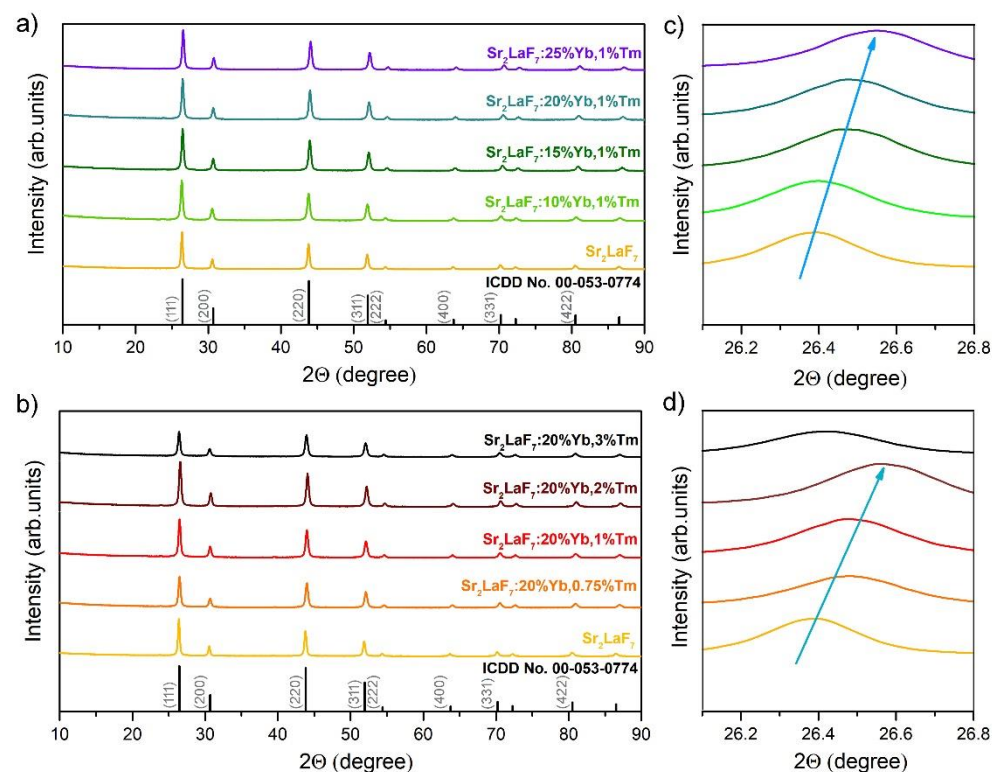 a)
Intensity (arb.units)
Sr₂LaF₇:25%Yb,1%Tm
Sr₂LaF₇:20%Yb,1%Tm
Sr₂LaF₇:15%Yb,1%Tm
Sr₂LaF₇:10%Yb,1%Tm
Sr₂LaF₇
ICDD No. 00-053-0774
(111) (200) (220) (311) (222) (400) (331) (422)
10 20 30 40 50 60 70 80 90
2Θ (degree)
c)
Intensity (arb.units)
26.2 26.4 26.6 26.8
2Θ (degree)
b)
Intensity (arb.units)
Sr₂LaF₇:20%Yb,3%Tm
Sr₂LaF₇:20%Yb,2%Tm
Sr₂LaF₇:20%Yb,1%Tm
Sr₂LaF₇:20%Yb,0.75%Tm
Sr₂LaF₇
ICDD No. 00-053-0774
(111) (200) (220) (311) (222) (400) (331) (422)
10 20 30 40 50 60 70 80 90
2Θ (degree)
d)
Intensity (arb.units)
26.2 26.4 26.6 26.8
2Θ (degree)